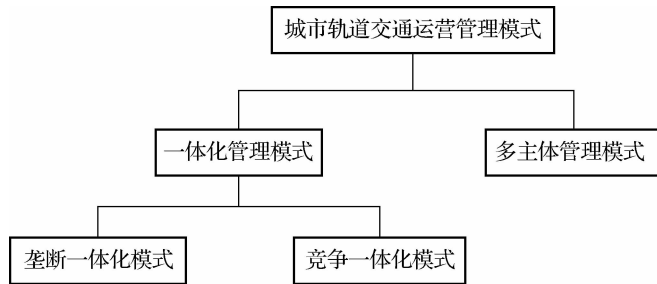 城市轨道交通运营管理模式
一体化管理模式
多主体管理模式
垄断一体化模式
竞争一体化模式